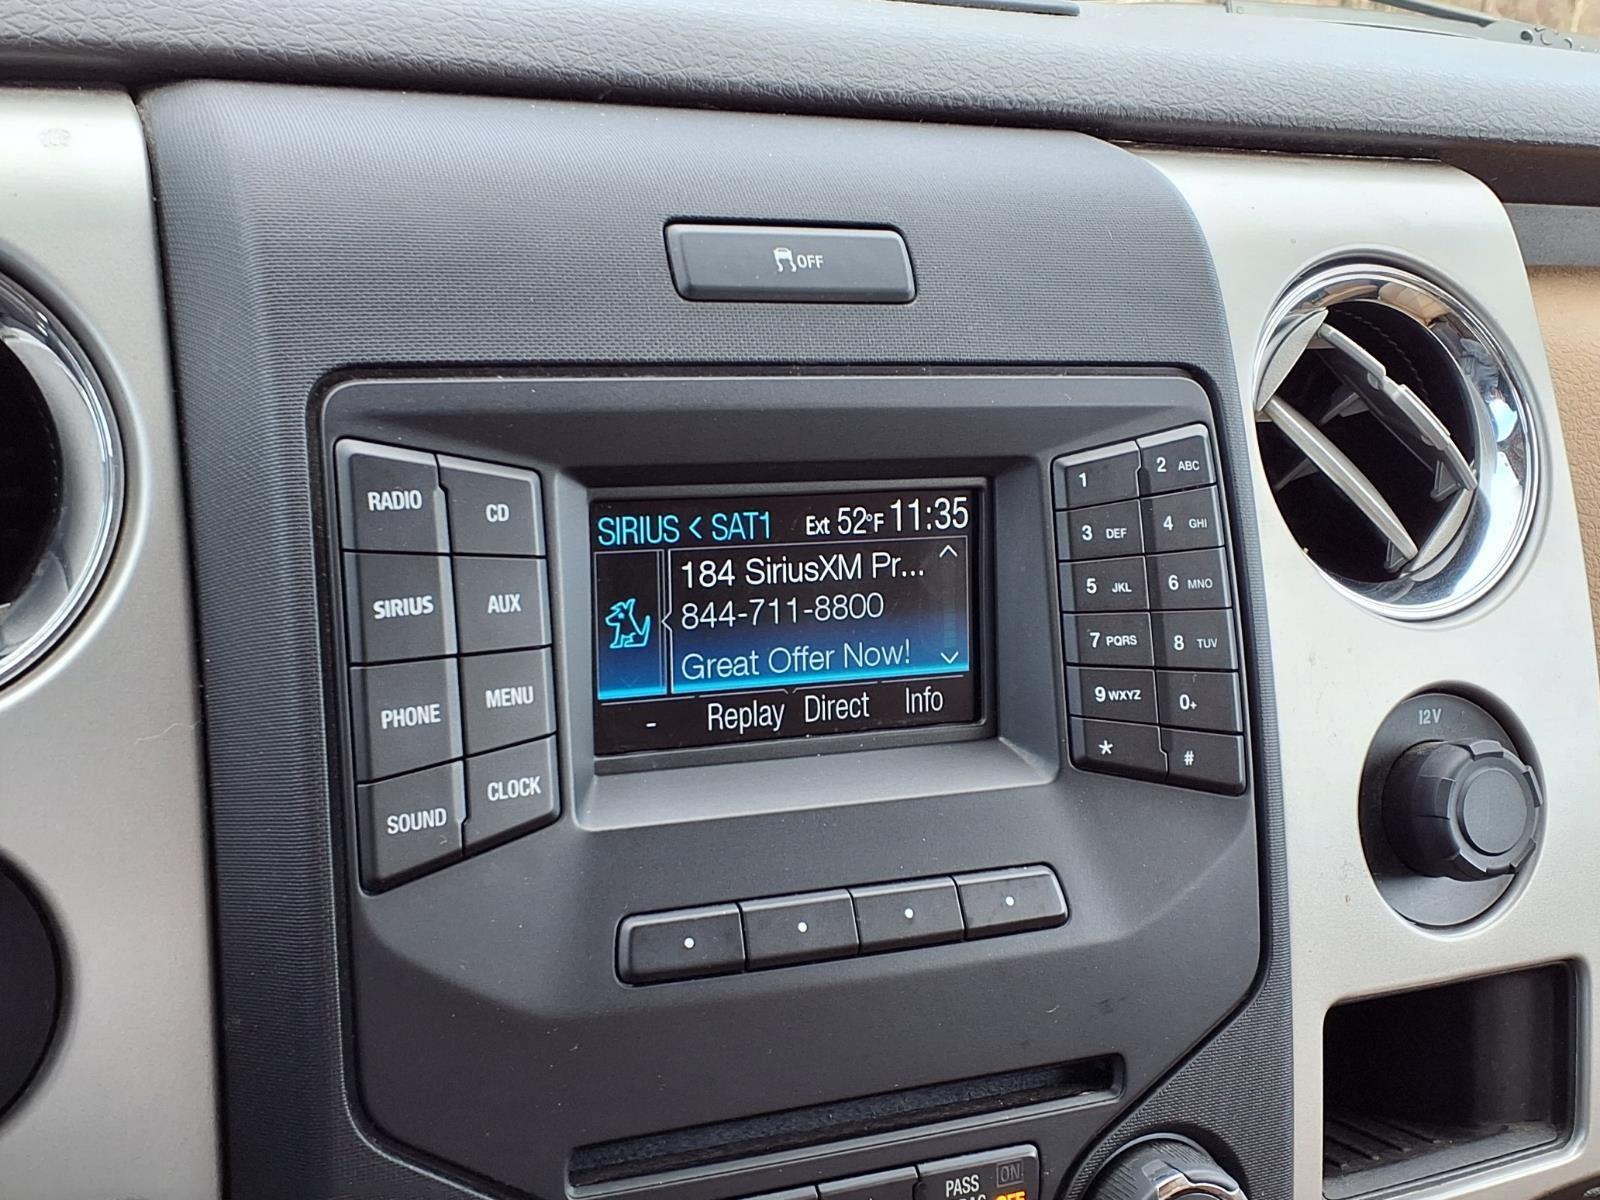 OFF
RADIO
CD
SIRIUS
AUX
PHONE
MENU
SOUND
CLOCK
SIRIUS < SAT1 Ext 52°F 11:35
184 SiriusXM Pr...
844-711-8800
Great Offer Now!
- Replay Direct Info
1
2 ABC
3 DEF
4 GHI
5 JKL
6 MNO
7 PQRS
8 TUV
9 WXYZ
0+
*
#
12V
PASS
ON
OFF